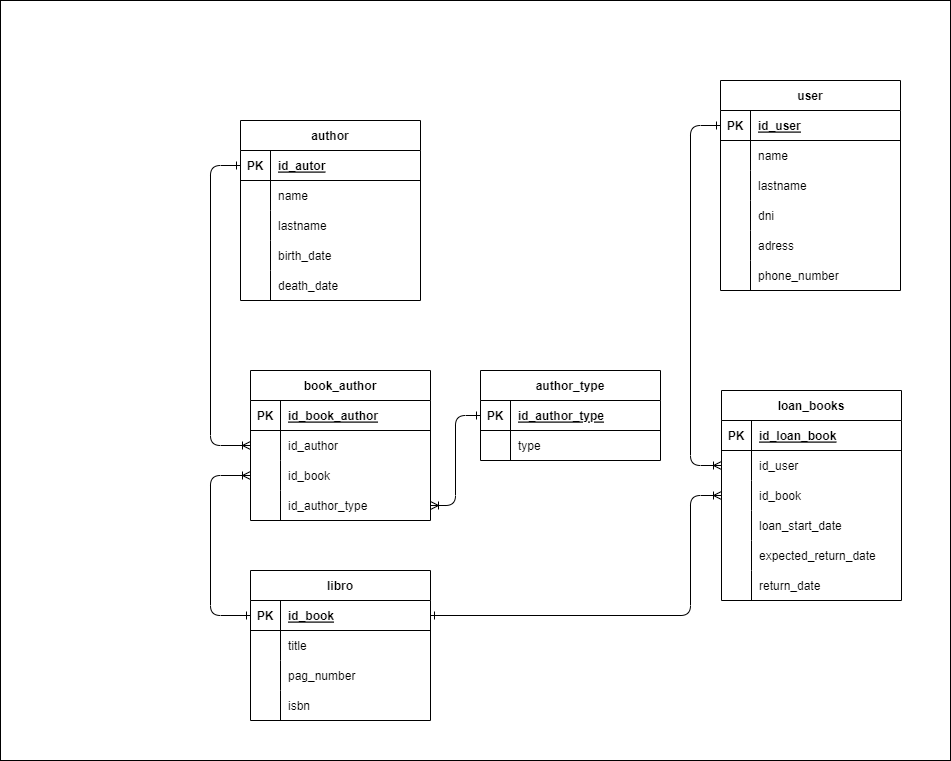 author
PK id_autor
name
lastname
birth_date
death_date
user
PK id_user
name
lastname
dni
adress
phone_number
book_author
PK id_book_author
id_author
id_book
id_author_type
author_type
PK id_author_type
type
loan_books
PK id_loan_book
id_user
id_book
loan_start_date
expected_return_date
return_date
libro
PK id_book
title
pag_number
isbn